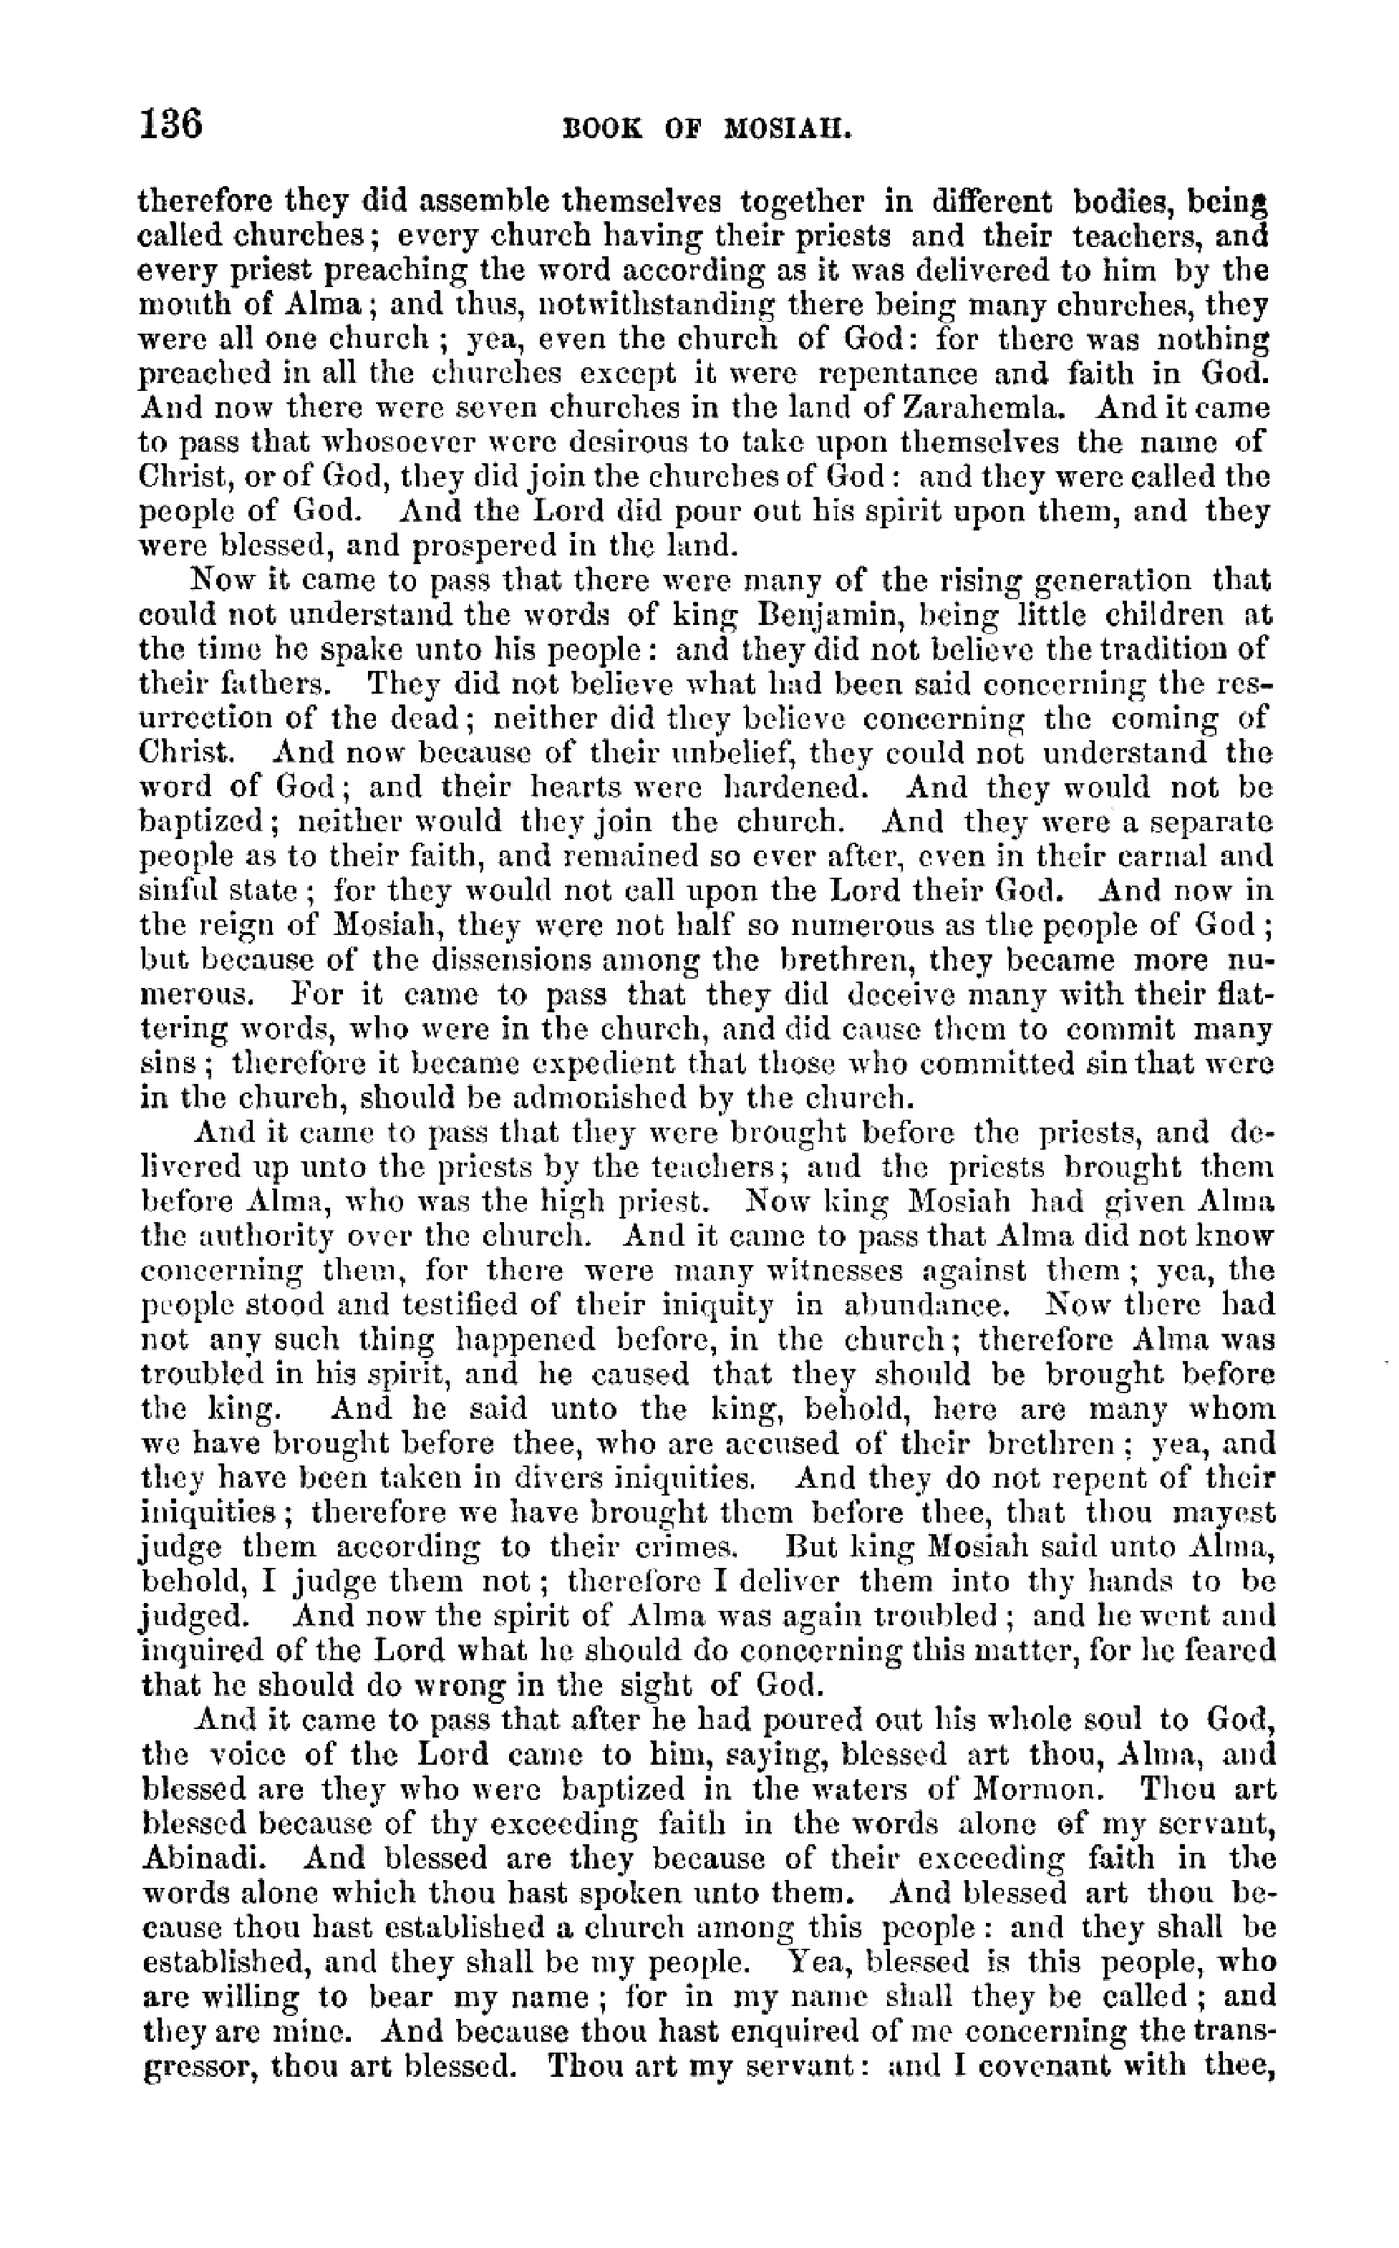 136 BOOK OF MOSIAH.
therefore they did assemble themselves together in different bodies, being
called churches; every church having their priests and their teachers, and
every priest preaching the word according as it was delivered to him by the
mouth of Alma; and thus, notwithstanding there being many churches, they
were all one church; yea, even the church of God: for there was nothing
preached in all the churches except it were repentance and faith in God.
And now there were seven churches in the land of Zarahemla. And it came
to pass that whosoever were desirous to take upon themselves the name of
Christ, or of God, they did join the churches of God: and they were called the
people of God. And the Lord did pour out his spirit upon them, and they
were blessed, and prospered in the land.
Now it came to pass that there were many of the rising generation that
could not understand the words of king Benjamin, being little children at
the time he spake unto his people: and they did not believe the tradition of
their fathers. They did not believe what had been said concerning the res-
urrection of the dead; neither did they believe concerning the coming of
Christ. And now because of their unbelief, they could not understand the
word of God; and their hearts were hardened. And they would not be
baptized; neither would they join the church. And they were a separate
people as to their faith, and remained so ever after, even in their carnal and
sinful state; for they would not call upon the Lord their God. And now in
the reign of Mosiah, they were not half so numerous as the people of God;
but because of the dissensions among the brethren, they became more nu-
merous. For it came to pass that they did deceive many with their flat-
tering words, who were in the church, and did cause them to commit many
sins; therefore it became expedient that those who committed sin that were
in the church, should be admonished by the church.
And it came to pass that they were brought before the priests, and de-
livered up unto the priests by the teachers; and the priests brought them
before Alma, who was the high priest. Now king Mosiah had given Alma
the authority over the church. And it came to pass that Alma did not know
concerning them, for there were many witnesses against them; yea, the
people stood and testified of their iniquity in abundance. Now there had
not any such thing happened before, in the church; therefore Alma was
troubled in his spirit, and he caused that they should be brought before
the king. And he said unto the king, behold, here are many whom
we have brought before thee, who are accused of their brethren; yea, and
they have been taken in divers iniquities. And they do not repent of their
iniquities; therefore we have brought them before thee, that thou mayest
judge them according to their crimes. But king Mosiah said unto Alma,
behold, I judge them not; therefore I deliver them into thy hands to be
judged. And now the spirit of Alma was again troubled; and he went and
inquired of the Lord what he should do concerning this matter, for he feared
that he should do wrong in the sight of God.
And it came to pass that after he had poured out his whole soul to God,
the voice of the Lord came to him, saying, blessed art thou, Alma, and
blessed are they who were baptized in the waters of Mormon. Thou art
blessed because of thy exceeding faith in the words alone of my servant,
Abinadi. And blessed are they because of their exceeding faith in the
words alone which thou hast spoken unto them. And blessed art thou be-
cause thou hast established a church among this people: and they shall be
established, and they shall be my people. Yea, blessed is this people, who
are willing to bear my name; for in my name shall they be called; and
they are mine. And because thou hast enquired of me concerning the trans-
gressor, thou art blessed. Thou art my servant: and I covenant with thee,